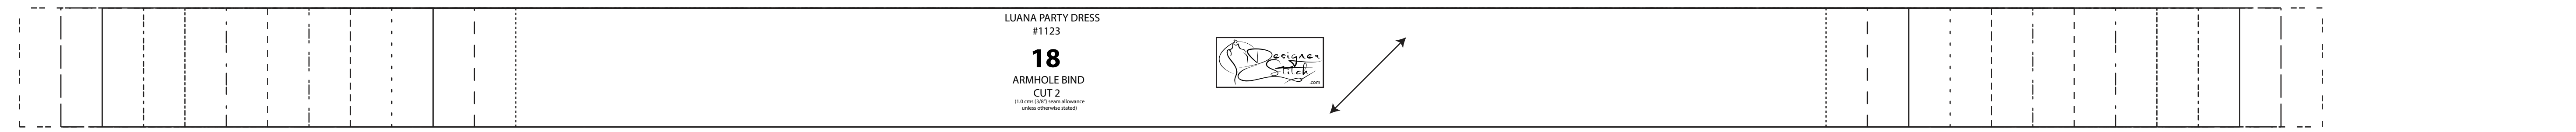 LUANA PARTY DRESS
#1123
18
ARMHOLE BIND
CUT 2
(1.0 cms (3/8") seam allowance
unless otherwise stated)
Designer
Stitch
.com